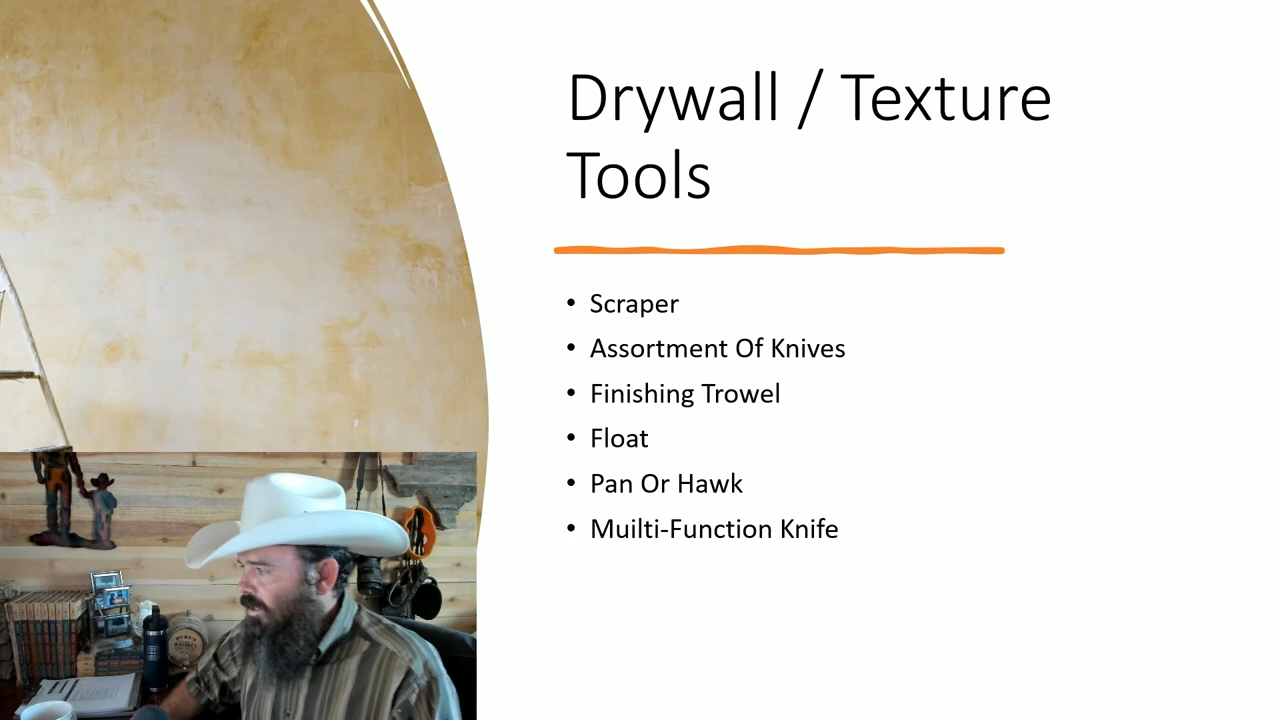 Drywall / Texture
Tools
• Scraper
• Assortment Of Knives
• Finishing Trowel
• Float
• Pan Or Hawk
• Muilti-Function Knife